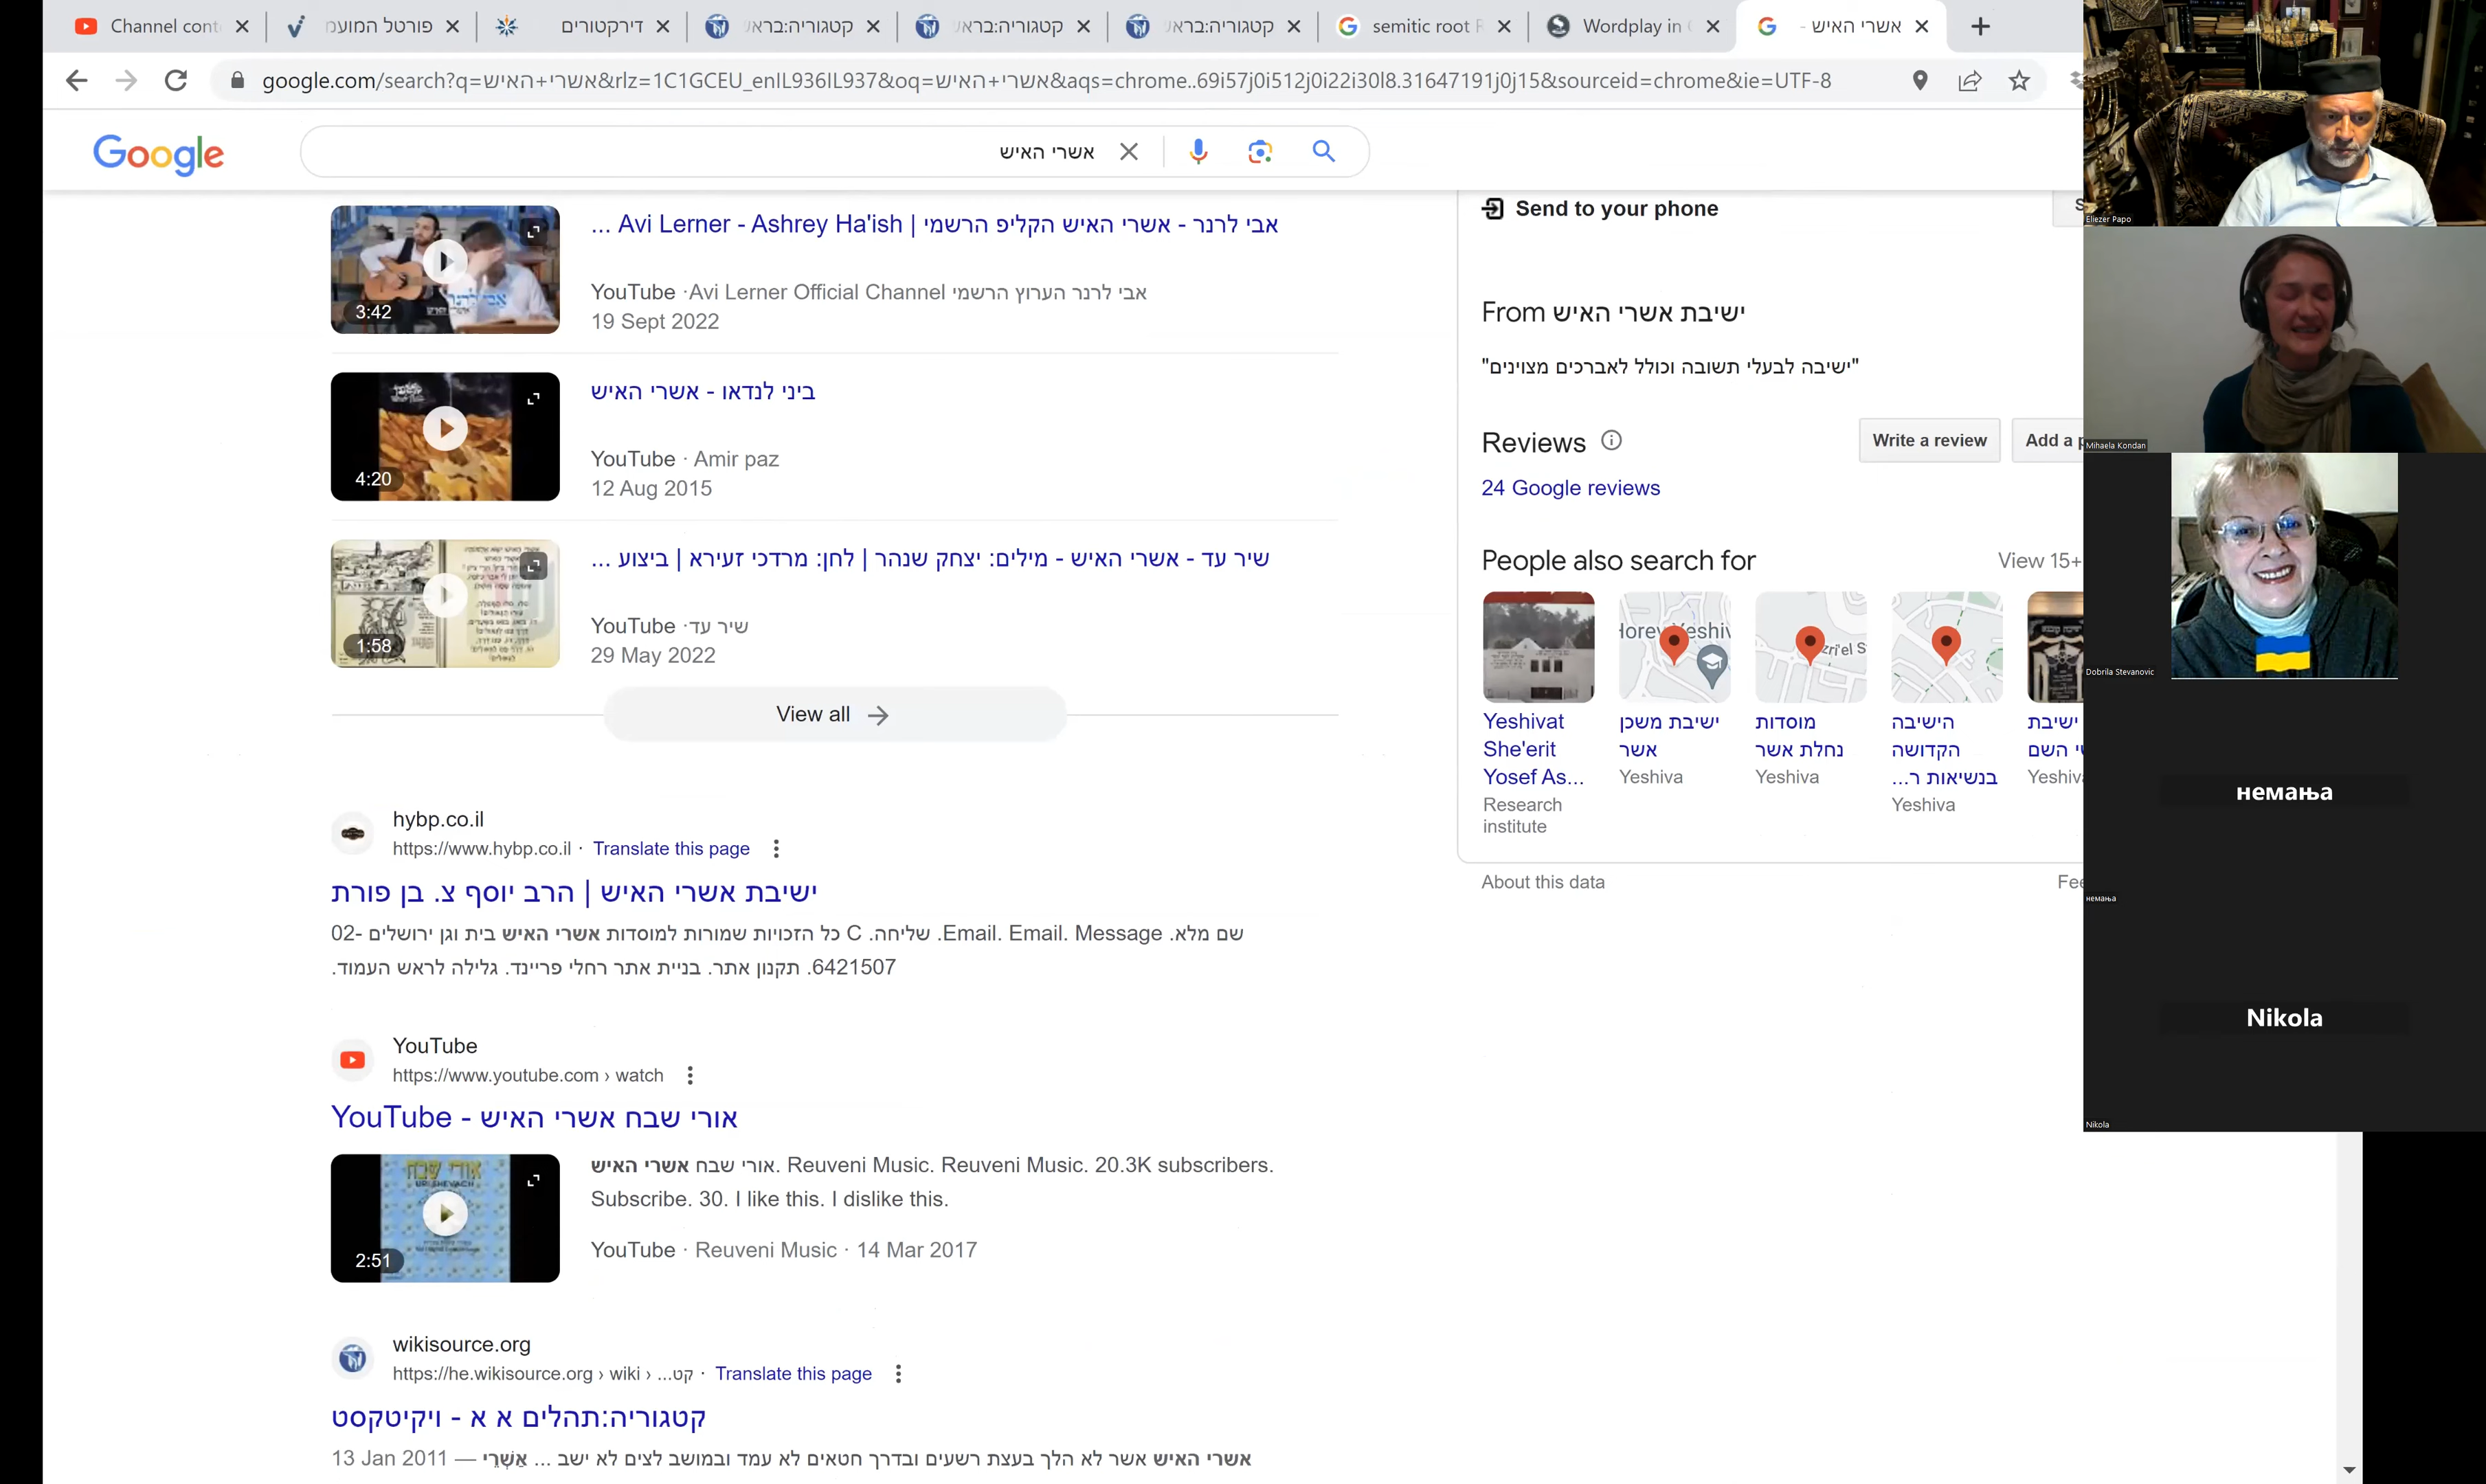 Channel cont
פורטל המועמ
דירקטורים
קטגוריה:ברא
קטגוריה:ברא
קטגוריה:ברא
semitic root
Wordplay in
אשרי האיש -
google.com/search?q=אשרי+האיש&rlz=1C1GCEU_enIL936IL937&oq=אשרי+האיש&aqs=chrome..69i57j0i512j0i22i30l8.31647191j0j15&sourceid=chrome&ie=UTF-8
Google
אשרי האיש
... Avi Lerner - Ashrey Ha'ish | אבי לרנר - אשרי האיש הקליפ הרשמי
YouTube · Avi Lerner Official Channel אבי לרנר הערוץ הרשמי
19 Sept 2022
3:42
ביני לנדאו - אשרי האיש
YouTube · Amir paz
12 Aug 2015
4:20
שיר עד - אשרי האיש - מילים: יצחק שנהר | לחן: מרדכי זעירא | ביצוע ...
YouTube · שיר עד
29 May 2022
1:58
View all
hybp.co.il
https://www.hybp.co.il · Translate this page
ישיבת אשרי האיש | הרב יוסף צ. בן פורת
שם מלא. Email. Email. Message. שליחה. C כל הזכויות שמורות למוסדות אשרי האיש בית וגן ירושלים 02-
6421507. תקנון אתר. בניית אתר רחלי פריינד. גלילה לראש העמוד.
YouTube
https://www.youtube.com › watch
YouTube - אורי שבח אשרי האיש
אורי שבח אשרי האיש. Reuveni Music. Reuveni Music. 20.3K subscribers.
Subscribe. 30. I like this. I dislike this.
YouTube · Reuveni Music · 14 Mar 2017
אורי שבח
2:51
wikisource.org
https://he.wikisource.org › wiki › קט... · Translate this page
קטגוריה:תהלים א א - ויקיטקסט
13 Jan 2011 — אשרי האיש אשר לא הלך בעצת רשעים ובדרך חטאים לא עמד ובמושב לצים לא ישב ... אַשְׁרֵי
Send to your phone
From ישיבת אשרי האיש
"ישיבה לבעלי תשובה וכולל לאברכים מצוינים"
Reviews
Write a review
Add a p
24 Google reviews
People also search for
View 15+
Yeshivat
She'erit
Yosef As...
Research
institute
ישיבת משכן
אשר
Yeshiva
מוסדות
נחלת אשר
Yeshiva
הישיבה
הקדושה
בנשיאות ר...
Yeshiva
ישיבת
י השם
Yeshiv
About this data
Fee
Eliezer Papo
Mihaela Kondan
Dobrila Stevanovic
немања
немања
Nikola
Nikola